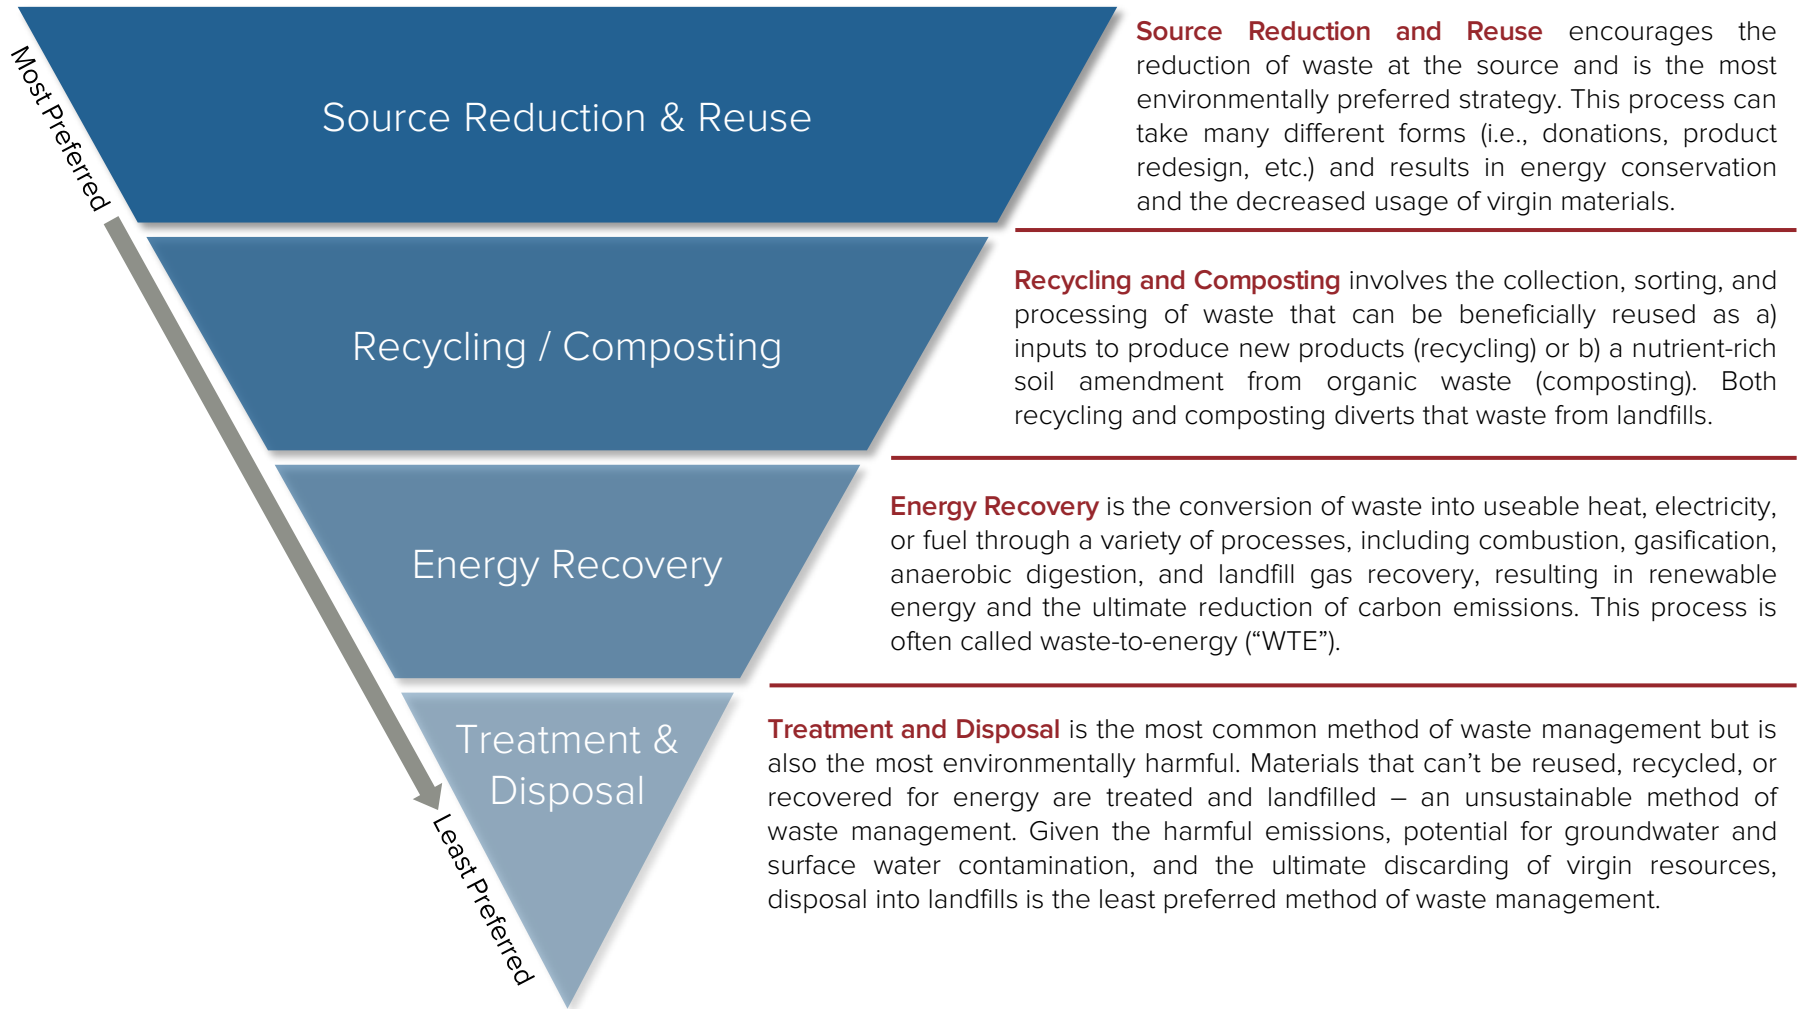 Most Preferred
Source Reduction & Reuse
Source Reduction and Reuse encourages the
reduction of waste at the source and is the most
environmentally preferred strategy. This process can
take many different forms (i.e., donations, product
redesign, etc.) and results in energy conservation
and the decreased usage of virgin materials.
Recycling / Composting
Recycling and Composting involves the collection, sorting, and
processing of waste that can be beneficially reused as a)
inputs to produce new products (recycling) or b) a nutrient-rich
soil amendment from organic waste (composting). Both
recycling and composting diverts that waste from landfills.
Energy Recovery
Energy Recovery is the conversion of waste into useable heat, electricity,
or fuel through a variety of processes, including combustion, gasification,
anaerobic digestion, and landfill gas recovery, resulting in renewable
energy and the ultimate reduction of carbon emissions. This process is
often called waste-to-energy (“WTE”).
Treatment &
Disposal
Treatment and Disposal is the most common method of waste management but is
also the most environmentally harmful. Materials that can’t be reused, recycled, or
recovered for energy are treated and landfilled – an unsustainable method of
waste management. Given the harmful emissions, potential for groundwater and
surface water contamination, and the ultimate discarding of virgin resources,
disposal into landfills is the least preferred method of waste management.
Least Preferred